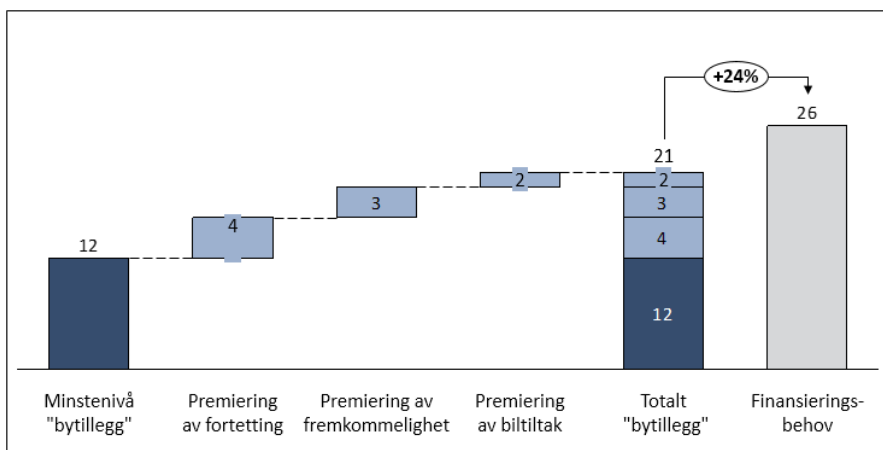 +24%
26
21
2
2
3
3
4
4
12
12
Minstenivå
"bytillegg"
Premiering
av fortetting
Premiering av
fremkommelighet
Premiering
av biltiltak
Totalt
"bytillegg"
Finansierings-
behov